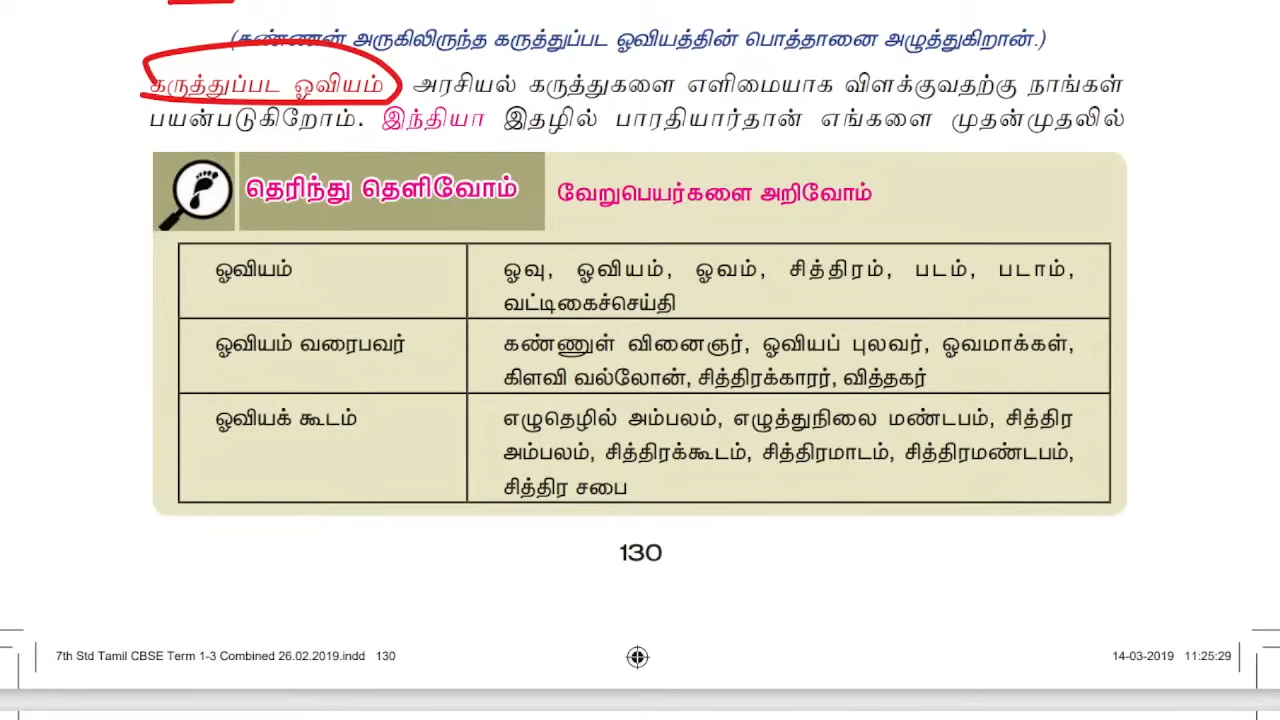 (கண்ணன் அருகிலிருந்த கருத்துப்பட ஓவியத்தின் பொத்தானை அழுத்துகிறான்.)
கருத்துப்பட ஓவியம் அரசியல் கருத்துகளை எளிமையாக விளக்குவதற்கு நாங்கள்
பயன்படுகிறோம். இந்தியா இதழில் பாரதியார்தான் எங்களை முதன்முதலில்
தெரிந்து தெளிவோம்
வேறுபெயர்களை அறிவோம்
ஓவியம்
ஓவு, ஓவியம், ஓவம், சித்திரம், படம், படாம்,
வட்டிகைச்செய்தி
ஓவியம் வரைபவர்
கண்ணுள் வினைஞர், ஓவியப் புலவர், ஓவமாக்கள்,
கிளவி வல்லோன், சித்திரக்காரர், வித்தகர்
ஓவியக் கூடம்
எழுதெழில் அம்பலம், எழுத்துநிலை மண்டபம், சித்திர
அம்பலம், சித்திரக்கூடம், சித்திரமாடம், சித்திரமண்டபம்,
சித்திர சபை
130
7th Std Tamil CBSE Term 1-3 Combined 26.02.2019.indd 130
14-03-2019 11:25:29